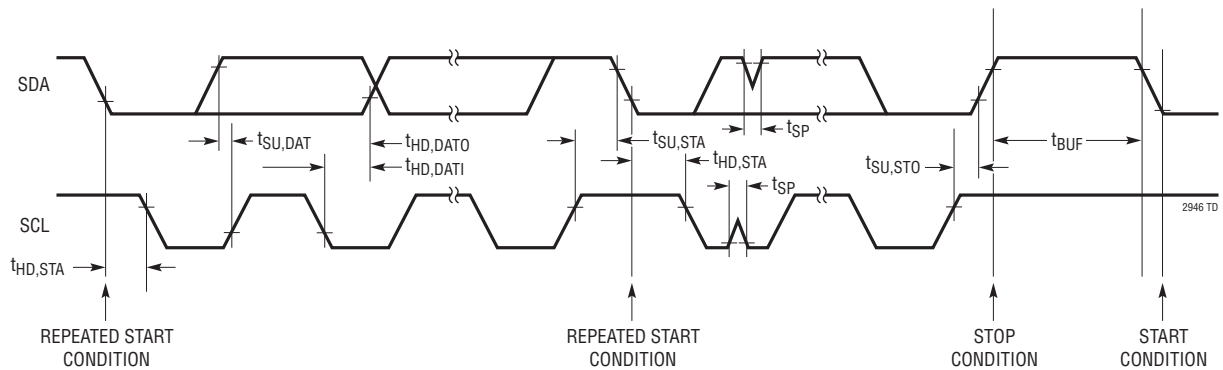 SDA
tSU,DAT
tHD,DATO
tHD,DATI
tSU,STA
tHD,STA
tSP
tSP
tSU,STO
tBUF
SCL
tHD,STA
2946 TD
REPEATED START
CONDITION
REPEATED START
CONDITION
STOP
CONDITION
START
CONDITION